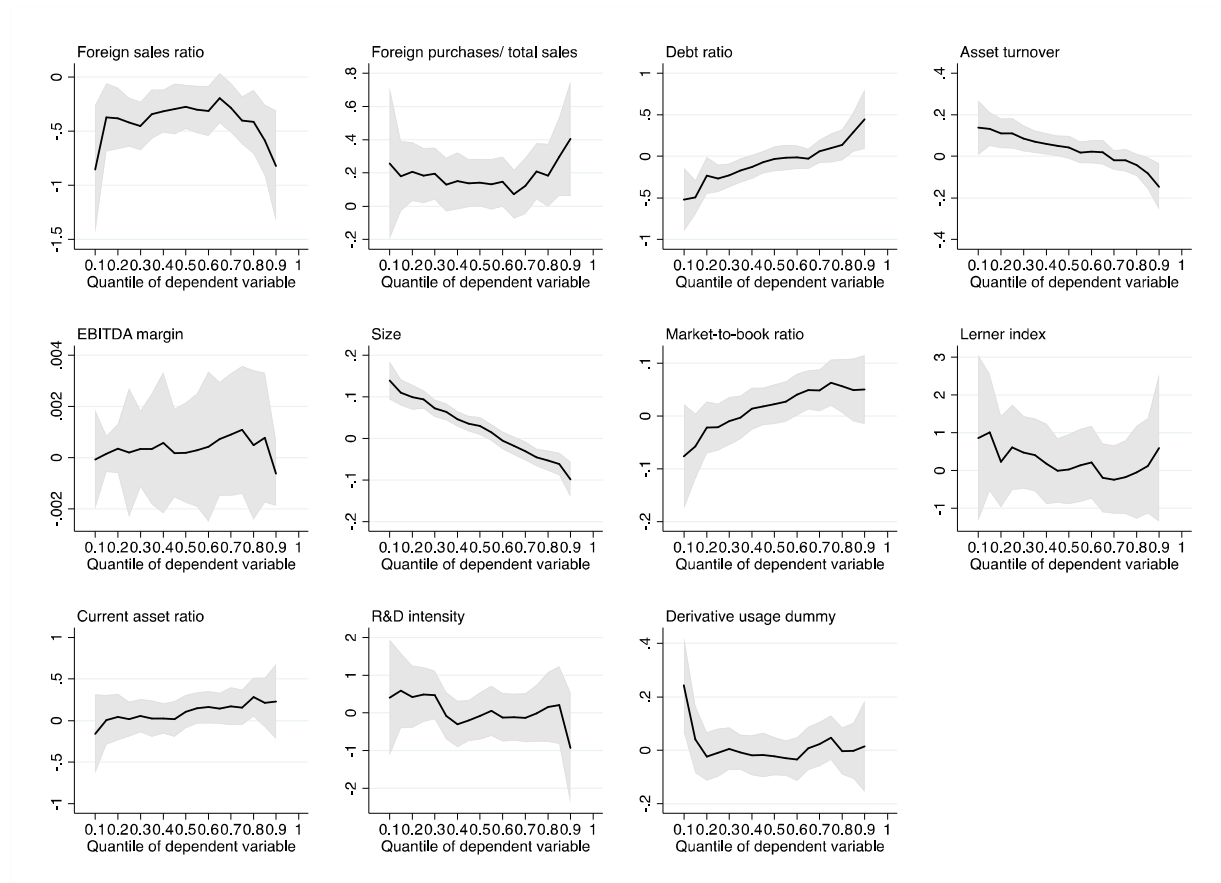 Foreign sales ratio
0
-.5
-1
-1.5
0.10.20.30.40.50.60.70.80.9 1
Quantile of dependent variable
Foreign purchases/ total sales
.8
.6
.4
.2
0
-.2
0.10.20.30.40.50.60.70.80.9 1
Quantile of dependent variable
Debt ratio
1
.5
0
-.5
-1
0.10.20.30.40.50.60.70.80.9 1
Quantile of dependent variable
Asset turnover
.4
.2
0
-.2
-.4
0.10.20.30.40.50.60.70.80.9 1
Quantile of dependent variable
EBITDA margin
.004
.002
0
-.002
0.10.20.30.40.50.60.70.80.9 1
Quantile of dependent variable
Size
.2
.1
0
-.1
-.2
0.10.20.30.40.50.60.70.80.9 1
Quantile of dependent variable
Market-to-book ratio
.1
0
-.1
-.2
0.10.20.30.40.50.60.70.80.9 1
Quantile of dependent variable
Lerner index
3
2
1
0
-1
0.10.20.30.40.50.60.70.80.9 1
Quantile of dependent variable
Current asset ratio
1
.5
0
-.5
-1
0.10.20.30.40.50.60.70.80.9 1
Quantile of dependent variable
R&D intensity
2
1
0
-1
-2
0.10.20.30.40.50.60.70.80.9 1
Quantile of dependent variable
Derivative usage dummy
.4
.2
0
-.2
0.10.20.30.40.50.60.70.80.9 1
Quantile of dependent variable